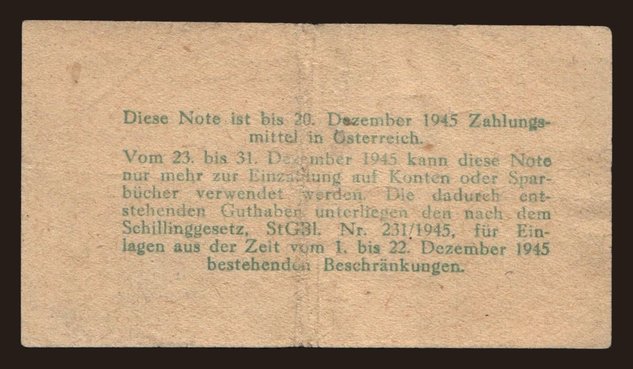 Diese Note ist bis 20. Dezember 1945 Zahlungs-
mittel in Österreich.
Vom 23. bis 31. Dezember 1945 kann diese Note
nur mehr zur Einzahlung auf Konten oder Spar-
bücher verwendet werden. Die dadurch ent-
stehenden Guthaben unterliegen den nach dem
Schillinggesetz, StGBl. Nr. 231/1945, für Ein-
lagen aus der Zeit vom 1. bis 22. Dezember 1945
bestehenden Beschränkungen.